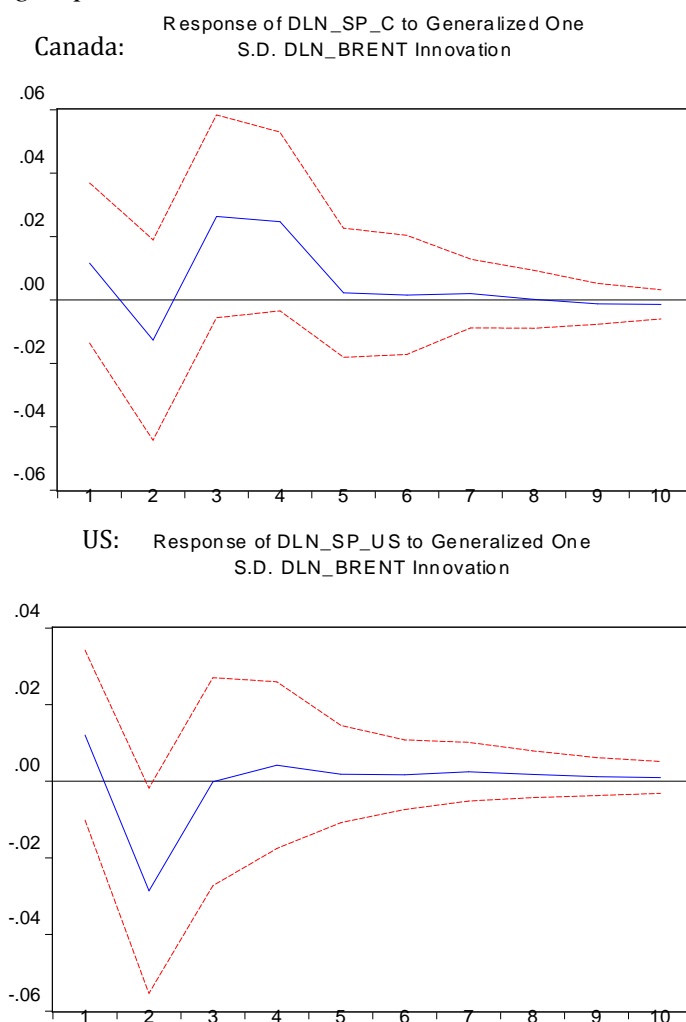 Response of DLN_SP_C to Generalized One
Canada: S.D. DLN_BRENT Innovation
.06
.04
.02
.00
-.02
-.04
-.06
1 2 3 4 5 6 7 8 9 10
US: Response of DLN_SP_US to Generalized One
S.D. DLN_BRENT Innovation
.04
.02
.00
-.02
-.04
-.06
1 2 3 4 5 6 7 8 9 10